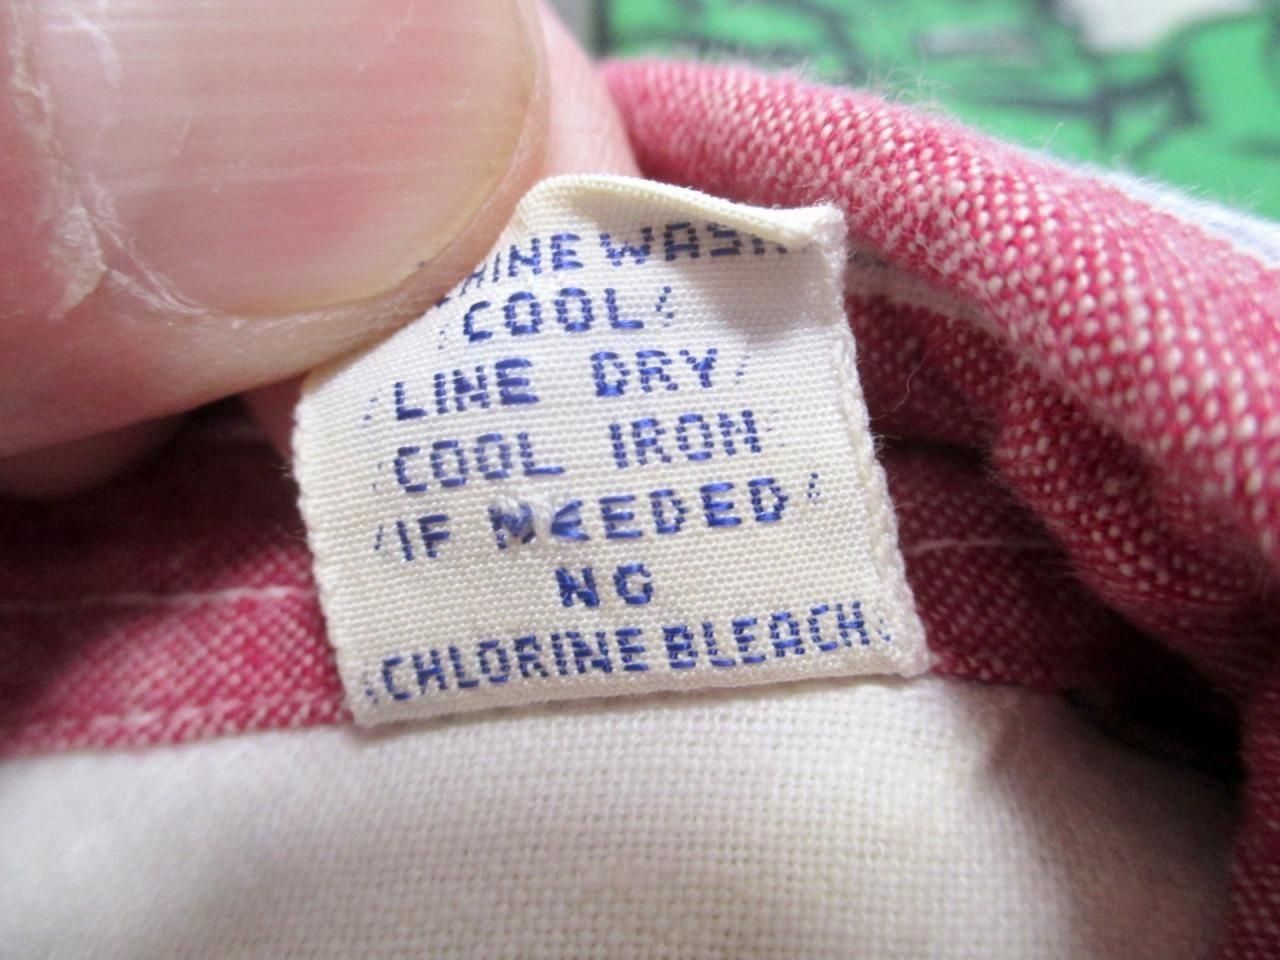 HINE WASH
COOL
LINE DRY
COOL IRON
IF NEEDED
NO
CHLORINE BLEACH